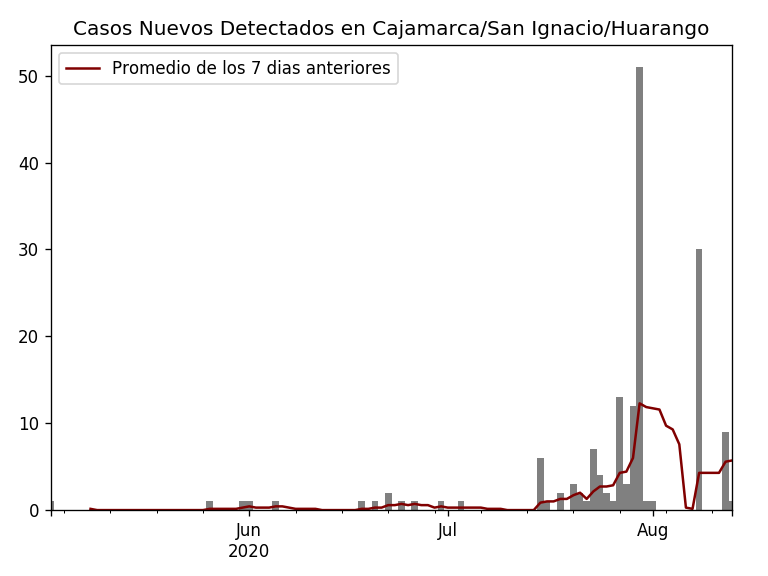 Casos Nuevos Detectados en Cajamarca/San Ignacio/Huarango
Promedio de los 7 dias anteriores
50
40
30
20
10
0
Jun
2020
Jul
Aug